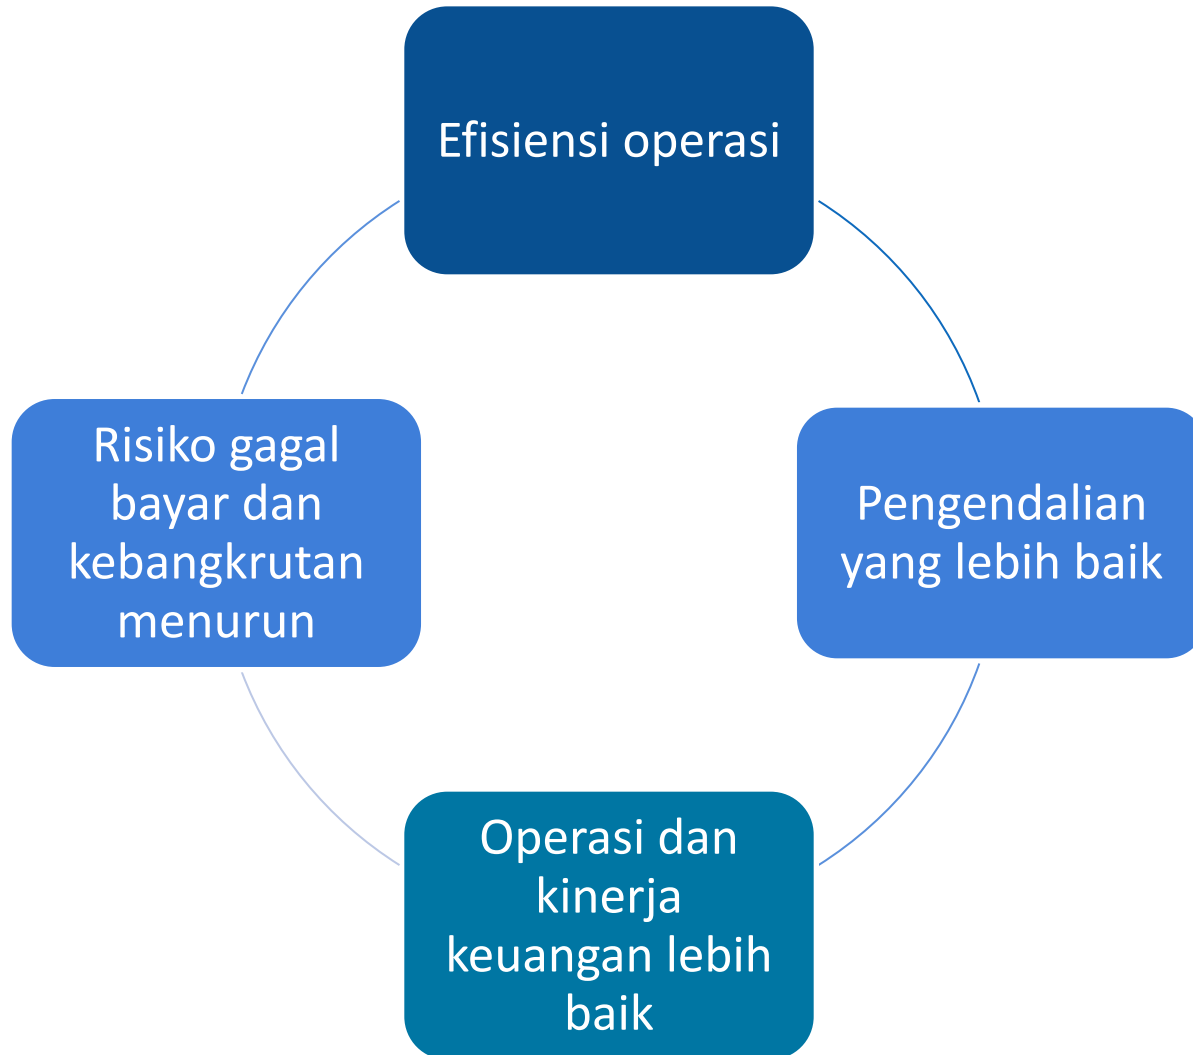 Efisiensi operasi
Risiko gagal
bayar dan
kebangkrutan
menurun
Pengendalian
yang lebih baik
Operasi dan
kinerja
keuangan lebih
baik